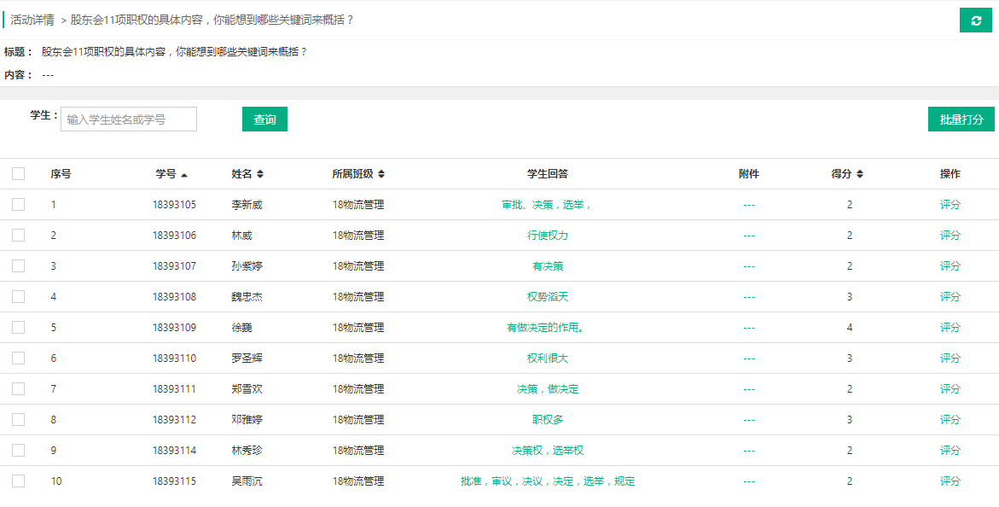 活动详情 > 股东会11项职权的具体内容，你能想到哪些关键词来概括？
标题： 股东会11项职权的具体内容，你能想到哪些关键词来概括？
内容： ---
学生： 输入学生姓名或学号 查询 批量打分
序号 学号 姓名 所属班级 学生回答 附件 得分 操作
1 18393105 李新威 18物流管理 审批、决策，选举， --- 2 评分
2 18393106 林威 18物流管理 行使权力 --- 2 评分
3 18393107 孙紫婷 18物流管理 有决策 --- 2 评分
4 18393108 魏忠杰 18物流管理 权势滔天 --- 3 评分
5 18393109 徐巍 18物流管理 有做决定的作用。 --- 4 评分
6 18393110 罗圣辉 18物流管理 权利很大 --- 3 评分
7 18393111 郑雪欢 18物流管理 决策，做决定 --- 2 评分
8 18393112 邓雅婷 18物流管理 职权多 --- 3 评分
9 18393114 林秀珍 18物流管理 决策权，选举权 --- 2 评分
10 18393115 吴雨沉 18物流管理 批准，审议，决议，决定，选举，规定 --- 2 评分